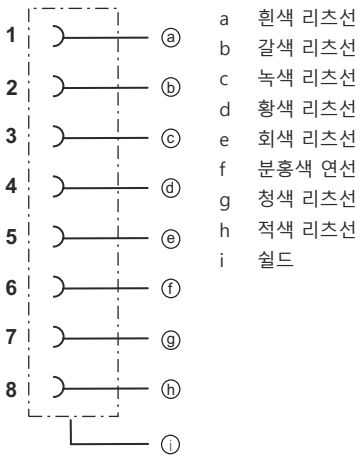 1 ⓐ
2 ⓑ
3 ⓒ
4 ⓓ
5 ⓔ
6 ⓕ
7 ⓖ
8 ⓗ
ⓘ
a 흰색 리츠선
b 갈색 리츠선
c 녹색 리츠선
d 황색 리츠선
e 회색 리츠선
f 분홍색 연선
g 청색 리츠선
h 적색 리츠선
i 쉴드